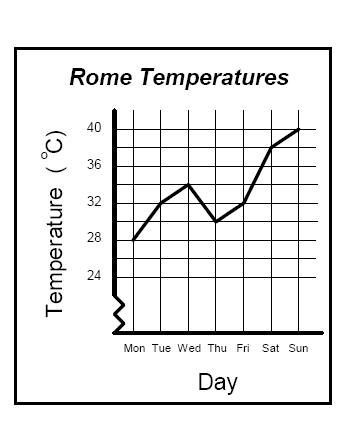 Rome Temperatures
Temperature (°C)
40
36
32
28
24
Mon Tue Wed Thu Fri Sat Sun
Day